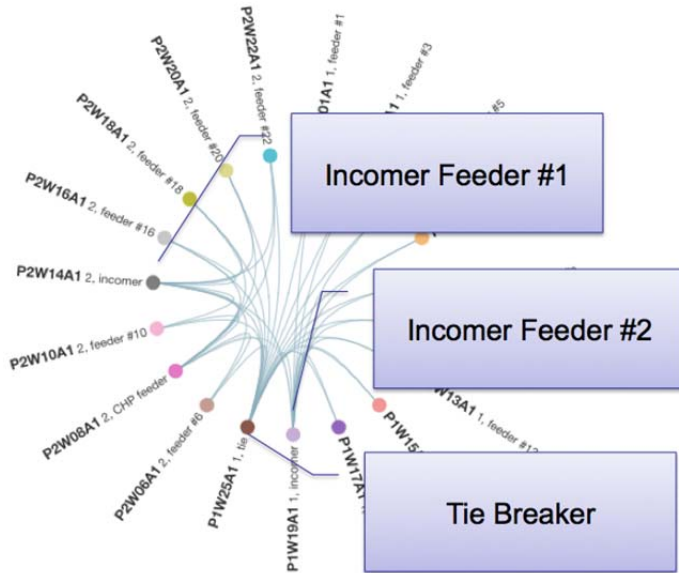 P2W22A1 2, feeder #22
01A1 1, feeder #1
1, feeder #3
#5
P2W20A1 2, feeder #20
P2W18A1 2, feeder #18
P2W16A1 2, feeder #16
P2W14A1 2, incomer
P2W10A1 2, feeder #10
P2W08A1 2, CHP feeder
P2W06A1 2, feeder #6
P1W25A1 1, tie
P1W19A1 1, incomer
P1W17A1
P1W15
W13A1 1, feeder
Incomer Feeder #1
Incomer Feeder #2
Tie Breaker